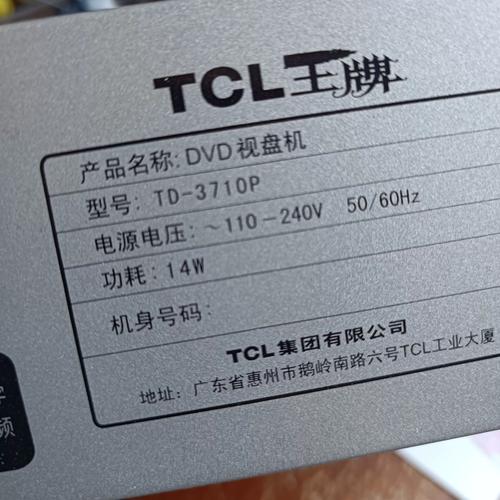 TCL王牌
产品名称: DVD视盘机
型号: TD-3710P
电源电压: ~110-240V 50/60Hz
功耗: 14W
机身号码:
TCL集团有限公司
地址: 广东省惠州市鹅岭南路六号TCL工业大厦
字
频